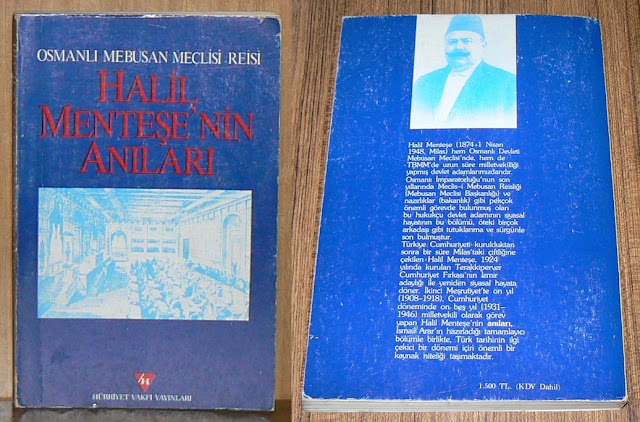 OSMANLI MEBUSAN MECLİSİ REİSİ
HALİL
MENTEŞE'NİN
ANILARI
HÜRRİYET VAKFI YAYINLARI
Halil Menteşe (1874 - 1 Nisan
1948, Milas) hem Osmanlı Devleti
Mebusan Meclisi'nde, hem de
TBMM'de uzun süre milletvekilliği
yapmış devlet adamlarımızdandır.
Osmanlı İmparatorluğu'nun son
yıllarında Meclis-i Mebusan Reisliği
(Mebusan Meclisi Başkanlığı) ve
nazırlıklar (bakanlık) gibi pekçok
önemli görevde bulunmuş olan
bu hukukçu devlet adamının siyasal
hayatının bu bölümü, öteki birçok
arkadaşı gibi tutuklanma ve sürgünle
son bulmuştur.
Türkiye Cumhuriyeti kurulduktan
sonra bir süre Milas'taki çiftliğine
çekilen Halil Menteşe, 1924
yılında kurulan Terakkiperver
Cumhuriyet Fırkası'nın İzmir
adaylığı ile yeniden siyasal hayata
döner. İkinci Meşrutiyet'te on yıl
(1908-1918), Cumhuriyet
döneminde on beş yıl (1931-
1946) milletvekili olarak görev
yapan Halil Menteşe'nin anıları,
İsmail Arar'ın hazırladığı tamamlayıcı
bölümle birlikte, Türk tarihinin ilgi
çekici bir dönemi için önemli bir
kaynak niteliği taşımaktadır.
1.500 TL. (KDV Dahil)